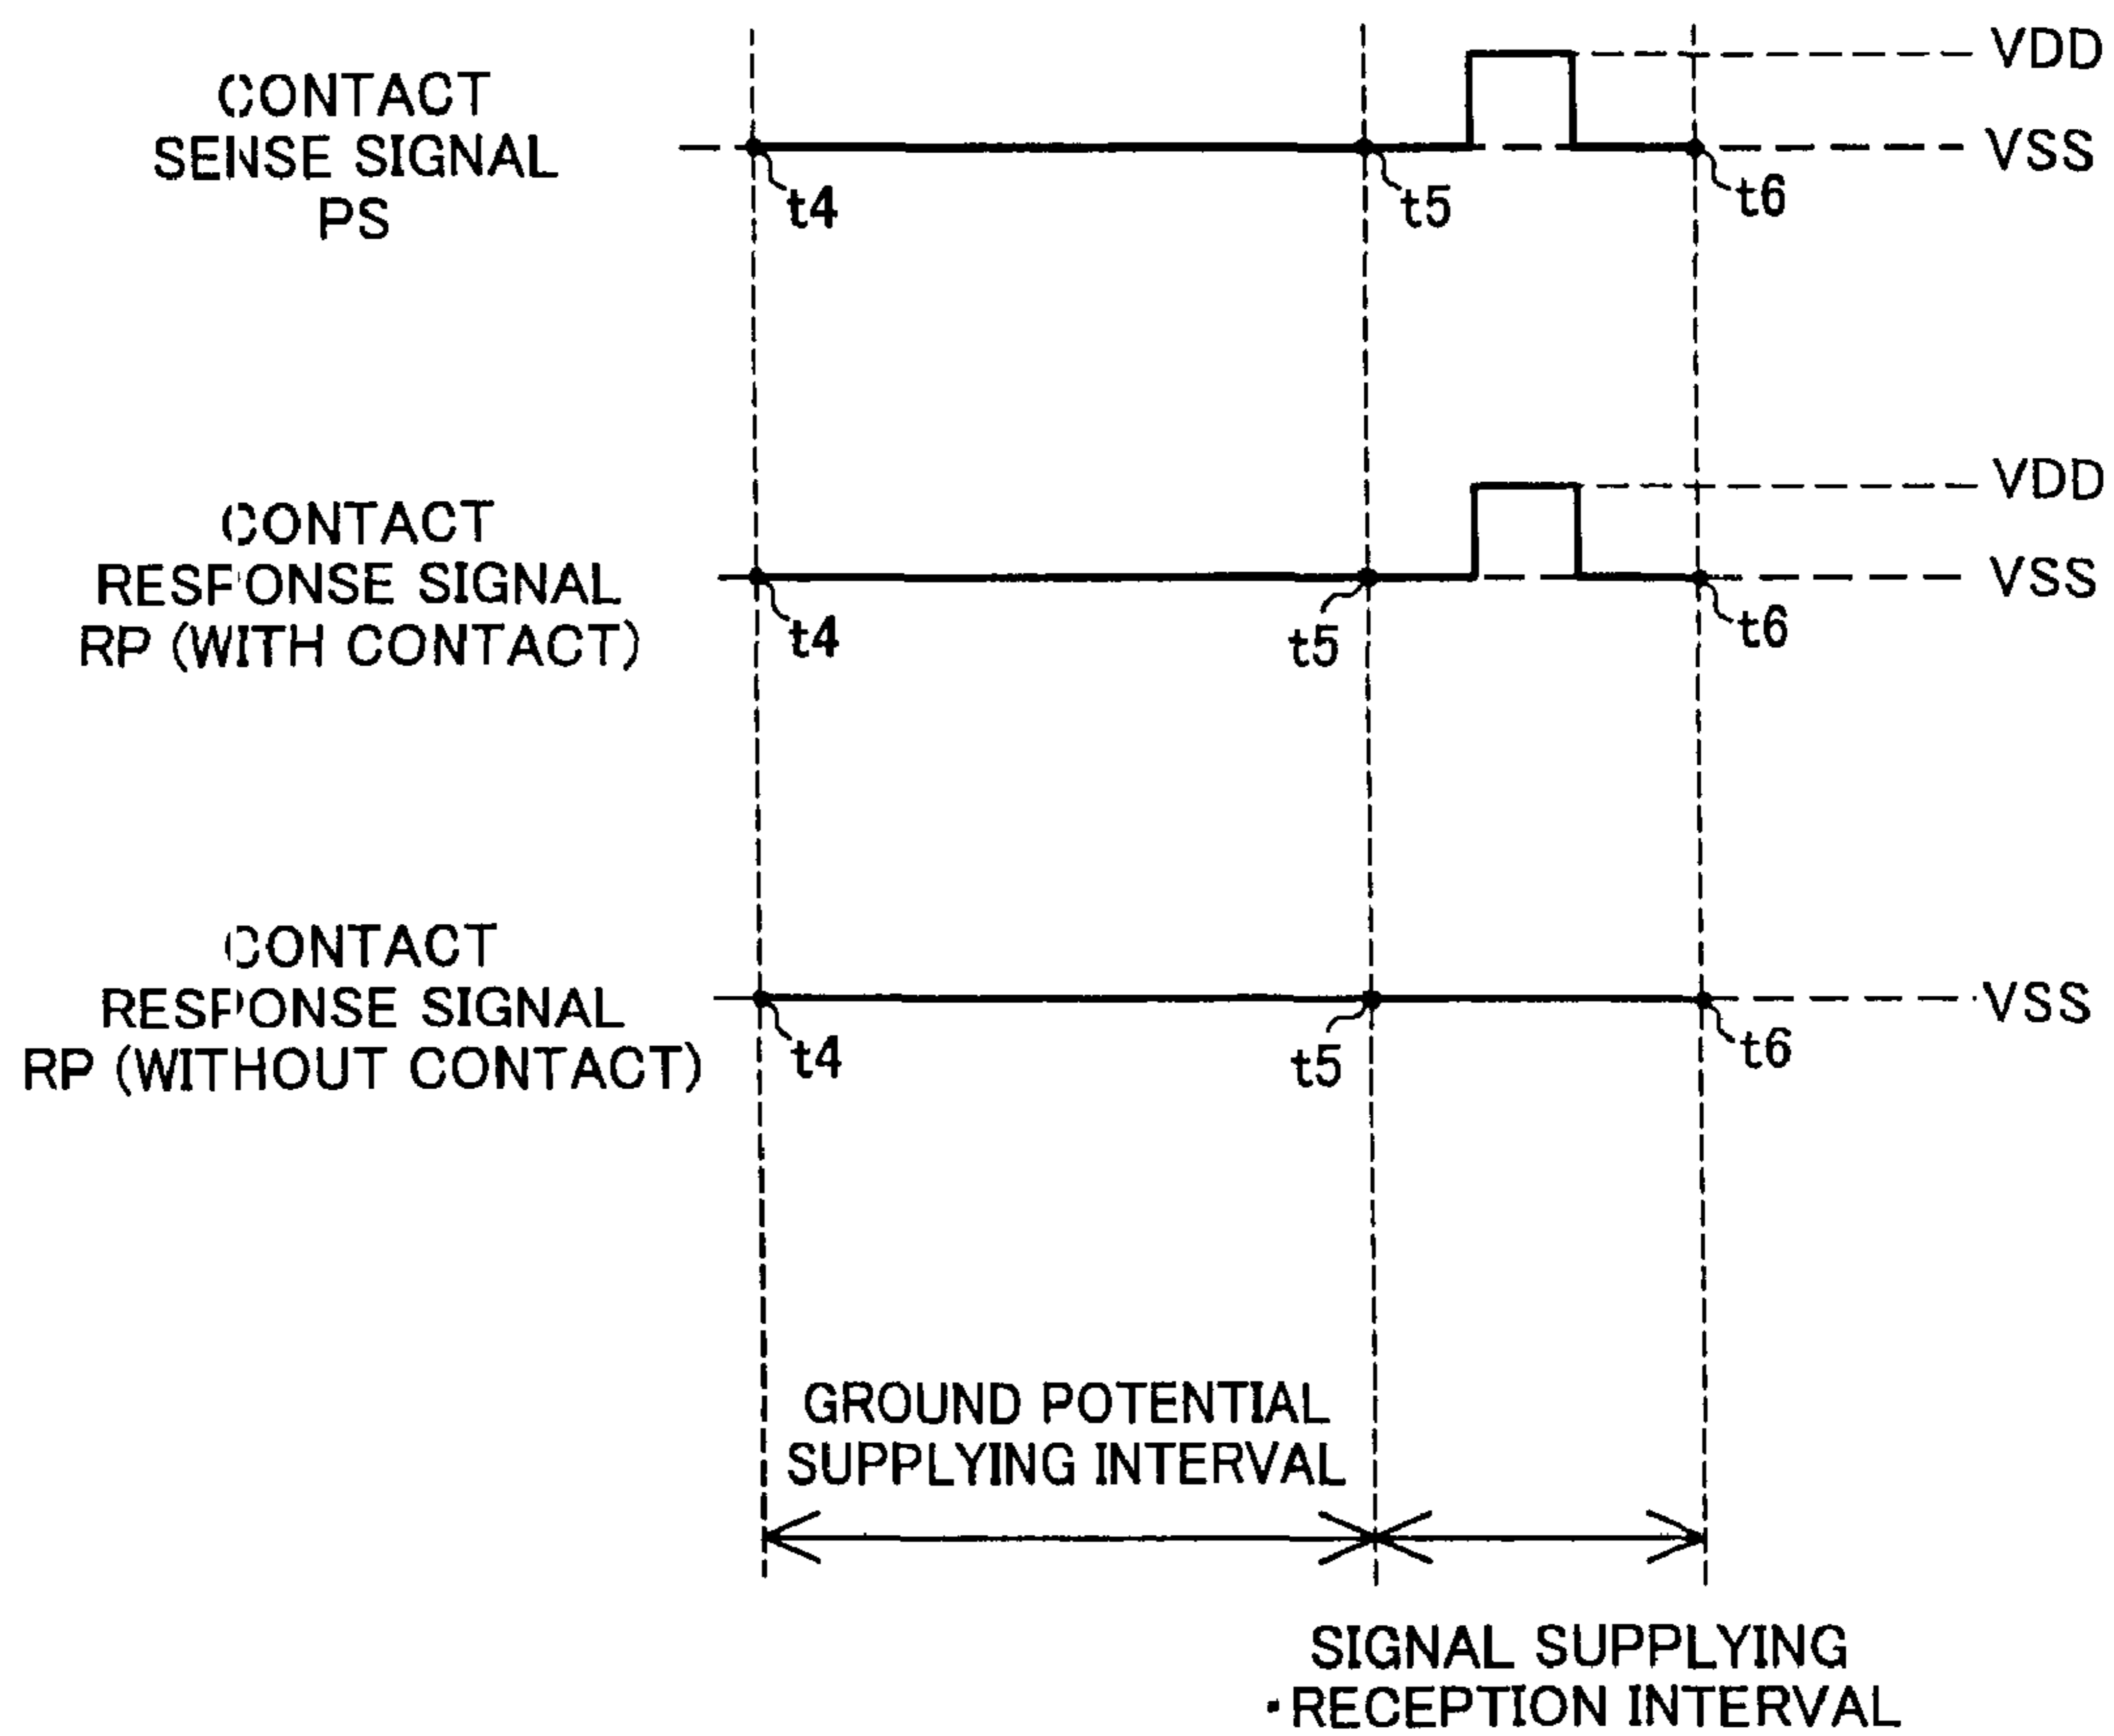 VDD
CONTACT
SENSE SIGNAL
PS
VSS
t4
t5
t6
VDD
CONTACT
RESPONSE SIGNAL
RP (WITH CONTACT)
VSS
t4
t5
t6
CONTACT
RESPONSE SIGNAL
RP (WITHOUT CONTACT)
VSS
t4
t5
t6
GROUND POTENTIAL
SUPPLYING INTERVAL
SIGNAL SUPPLYING
・RECEPTION INTERVAL